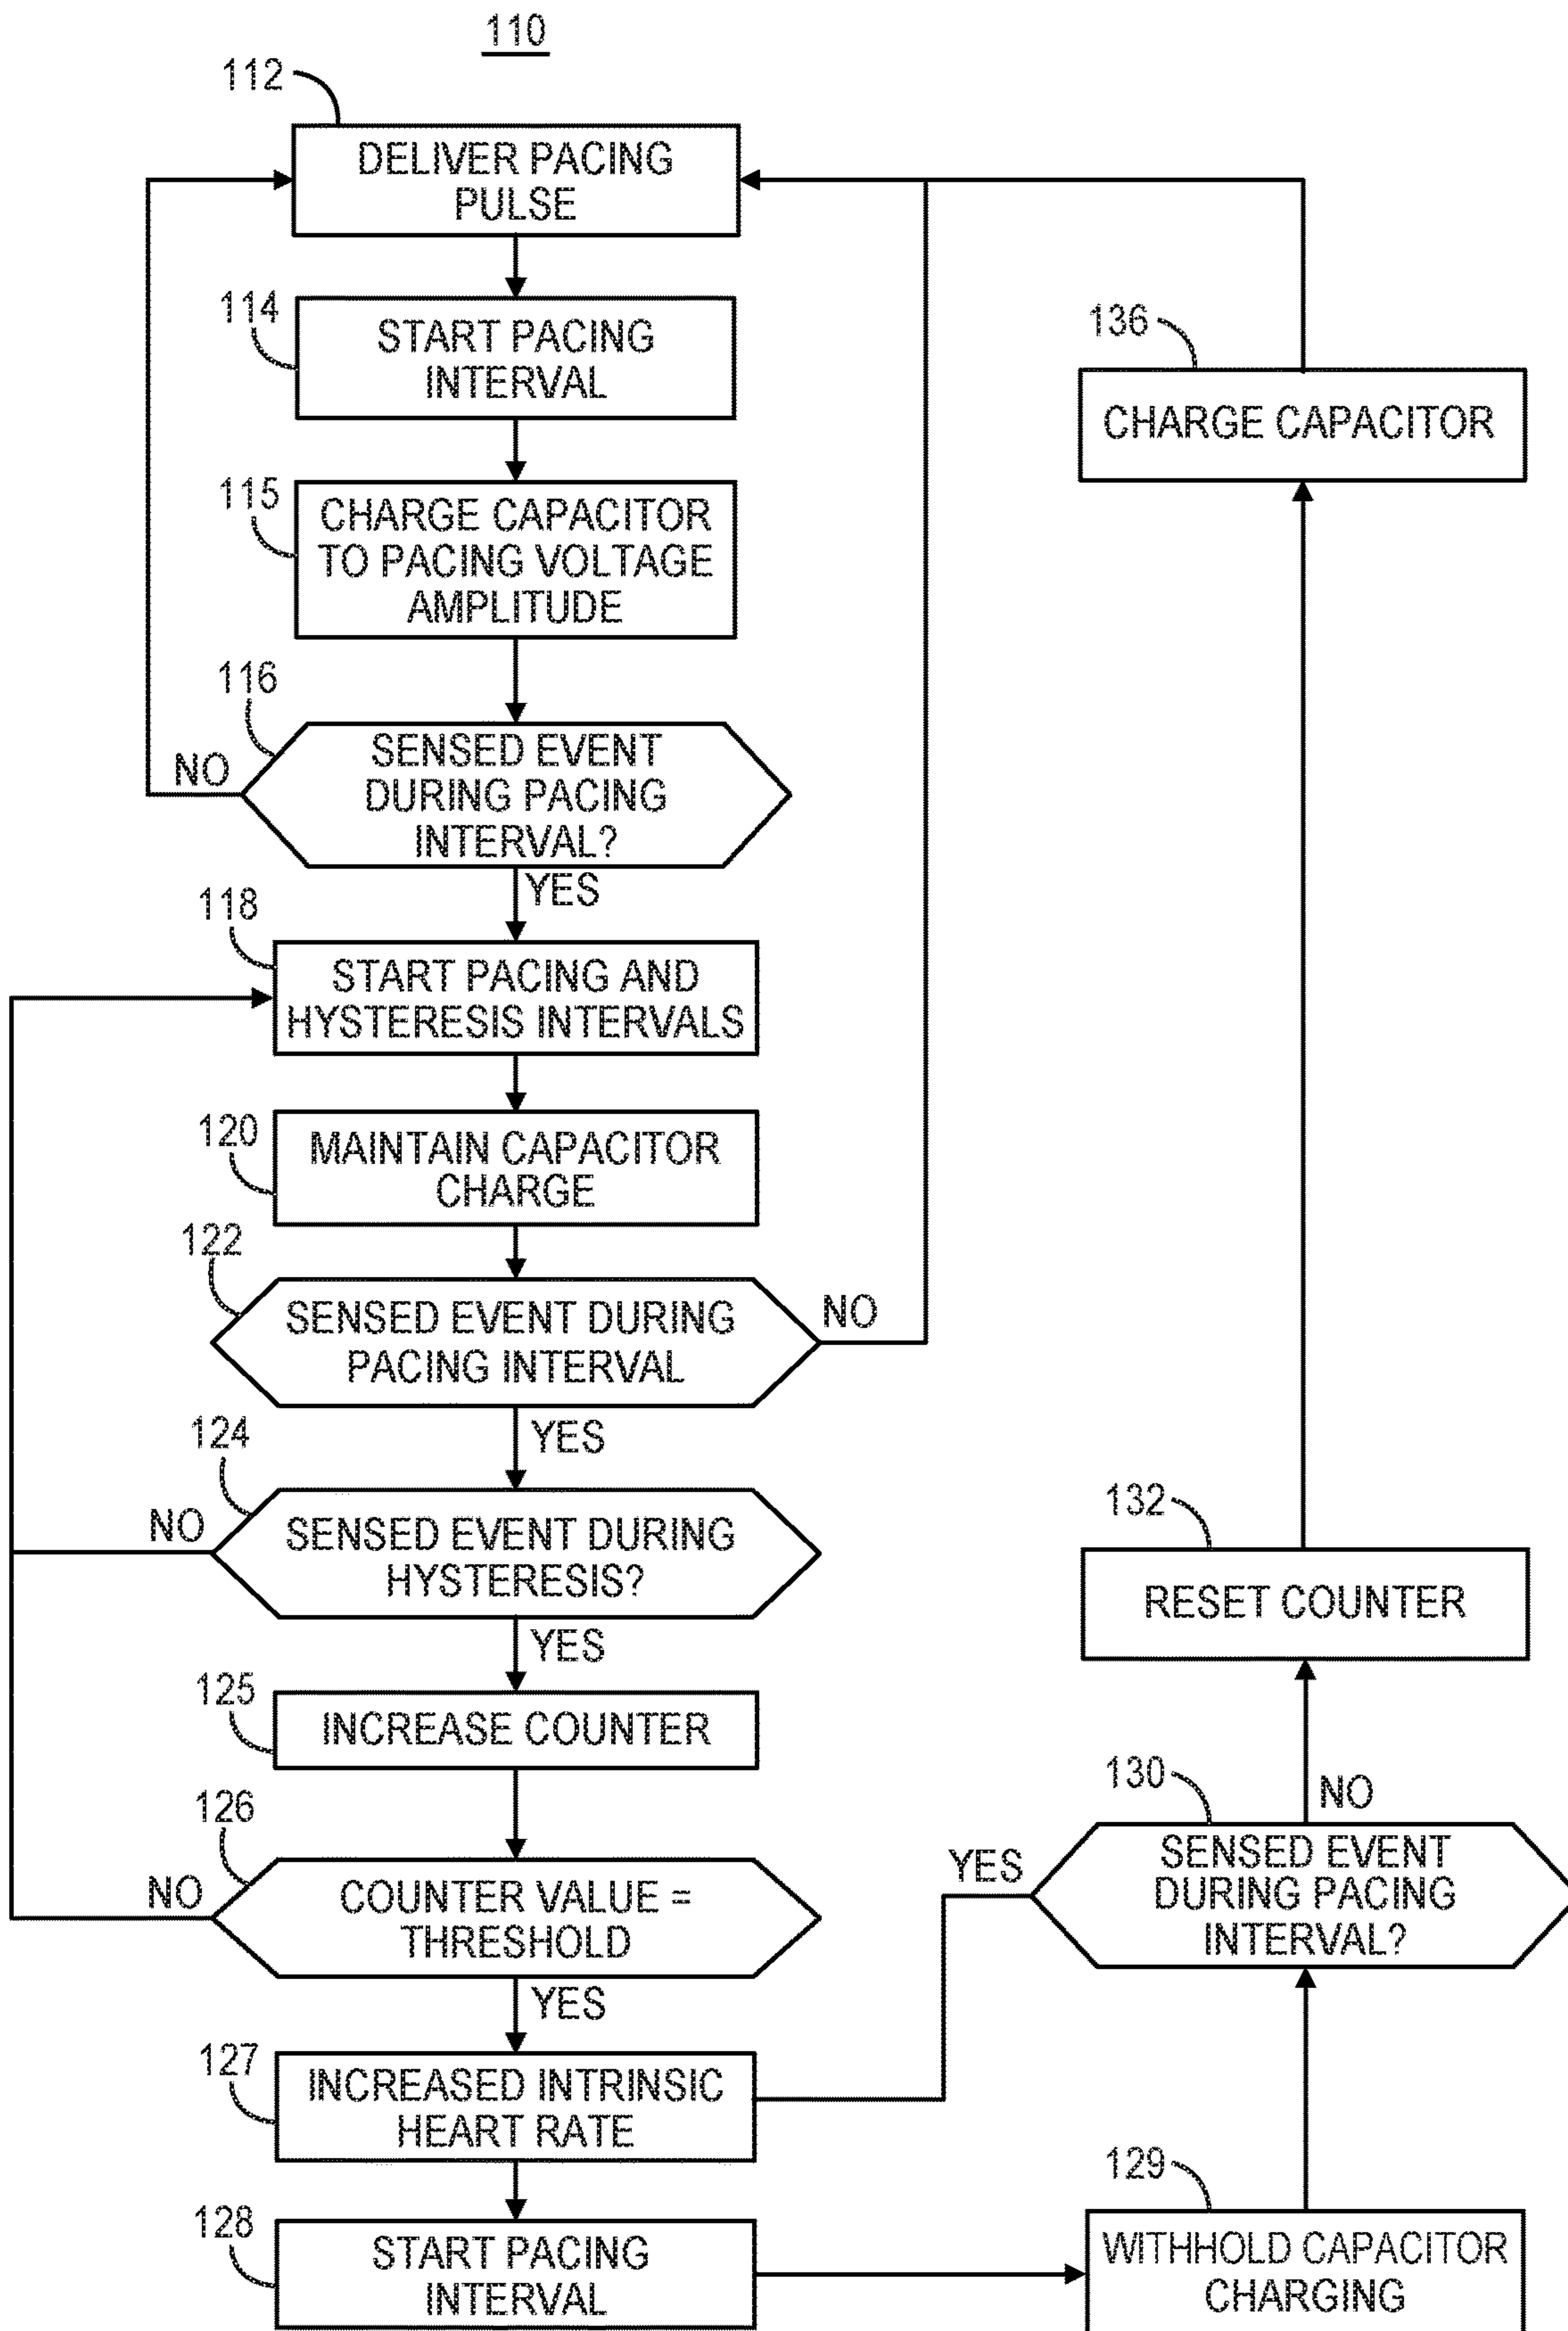 110
112
DELIVER PACING
PULSE
114
START PACING
INTERVAL
136
CHARGE CAPACITOR
115
CHARGE CAPACITOR
TO PACING VOLTAGE
AMPLITUDE
116
NO
SENSED EVENT
DURING PACING
INTERVAL?
YES
118
START PACING AND
HYSTERESIS INTERVALS
120
MAINTAIN CAPACITOR
CHARGE
122
SENSED EVENT DURING
PACING INTERVAL
NO
YES
124
NO
SENSED EVENT DURING
HYSTERESIS?
YES
132
RESET COUNTER
125
INCREASE COUNTER
126
NO
COUNTER VALUE =
THRESHOLD
YES
130
NO
YES
SENSED EVENT
DURING PACING
INTERVAL?
127
INCREASED INTRINSIC
HEART RATE
128
START PACING
INTERVAL
129
WITHHOLD CAPACITOR
CHARGING